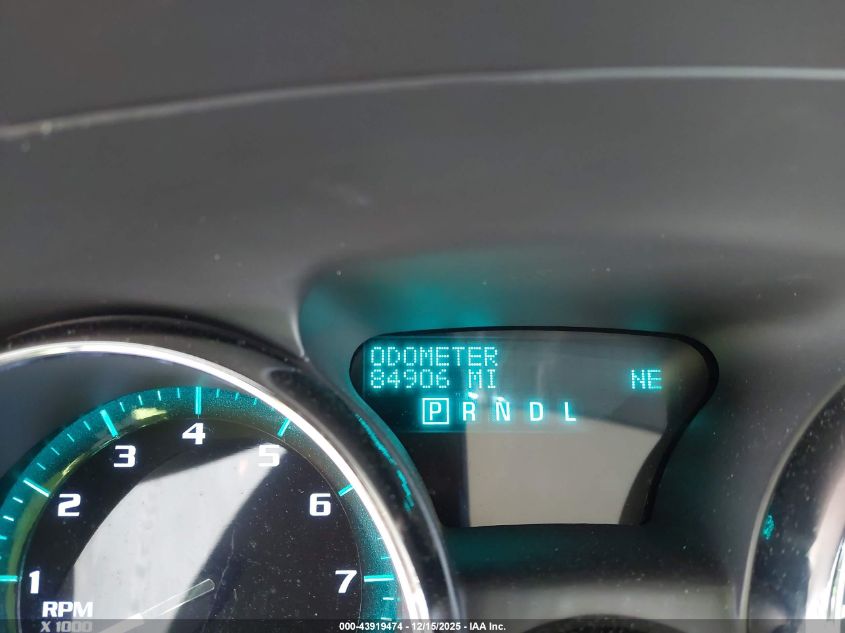 ODOMETER
84906 MI NE
P R N D L
1 2 3 4 5 6 7
RPM
X 1000
000-43919474 - 12/15/2025 - IAA Inc.